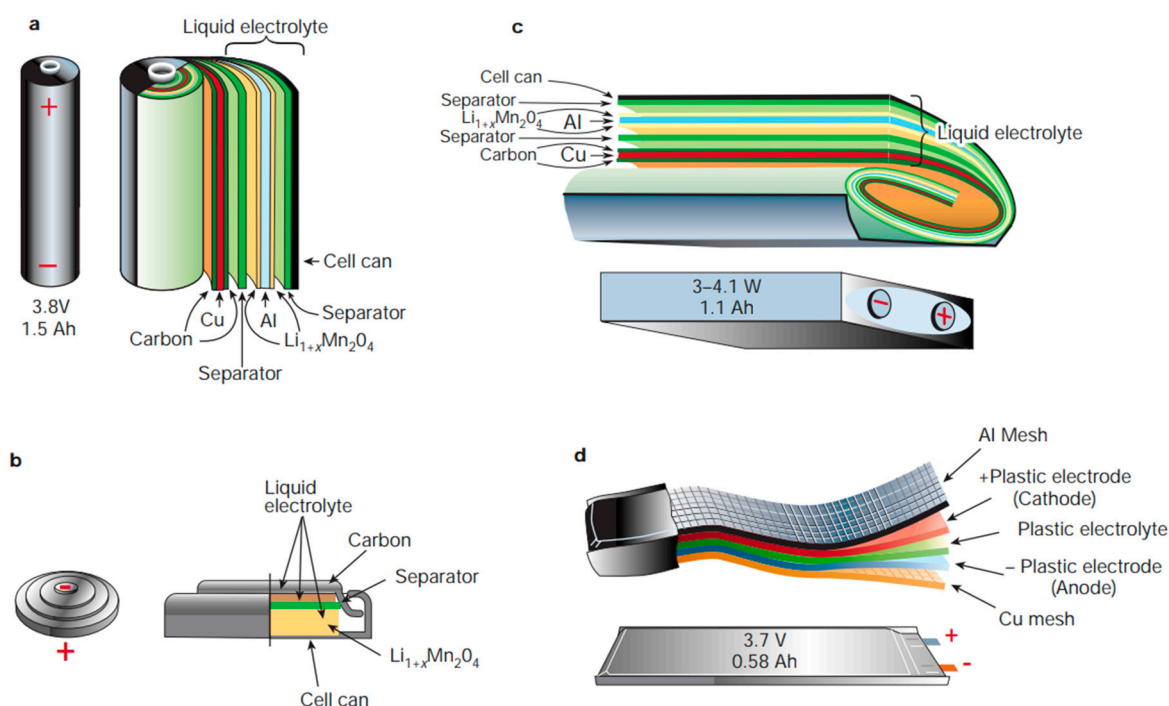 a
Liquid electrolyte
+
−
3.8V
1.5 Ah
Cell can
Separator
Carbon
Cu
Al
Li1+xMn2O4
Separator
c
Cell can
Separator
Li1+xMn2O4
Al
Separator
Carbon
Cu
Liquid electrolyte
3–4.1 W
1.1 Ah
−
+
b
Liquid
electrolyte
Carbon
Separator
Li1+xMn2O4
Cell can
−
+
d
Al Mesh
+Plastic electrode
(Cathode)
Plastic electrolyte
− Plastic electrode
(Anode)
Cu mesh
3.7 V
0.58 Ah
+
-